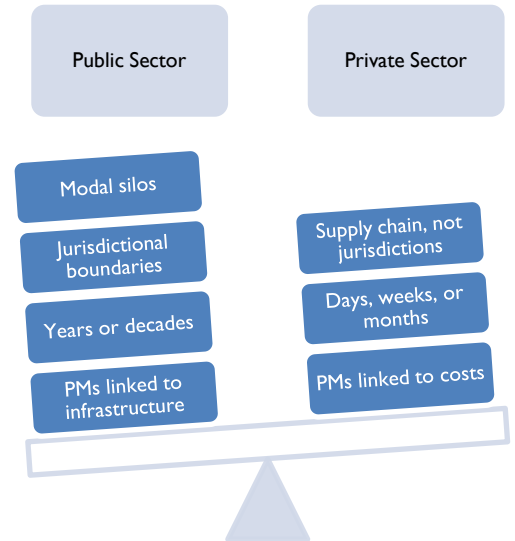 Public Sector
Private Sector
Modal silos
Jurisdictional
boundaries
Years or decades
PMs linked to
infrastructure
Supply chain, not
jurisdictions
Days, weeks, or
months
PMs linked to costs